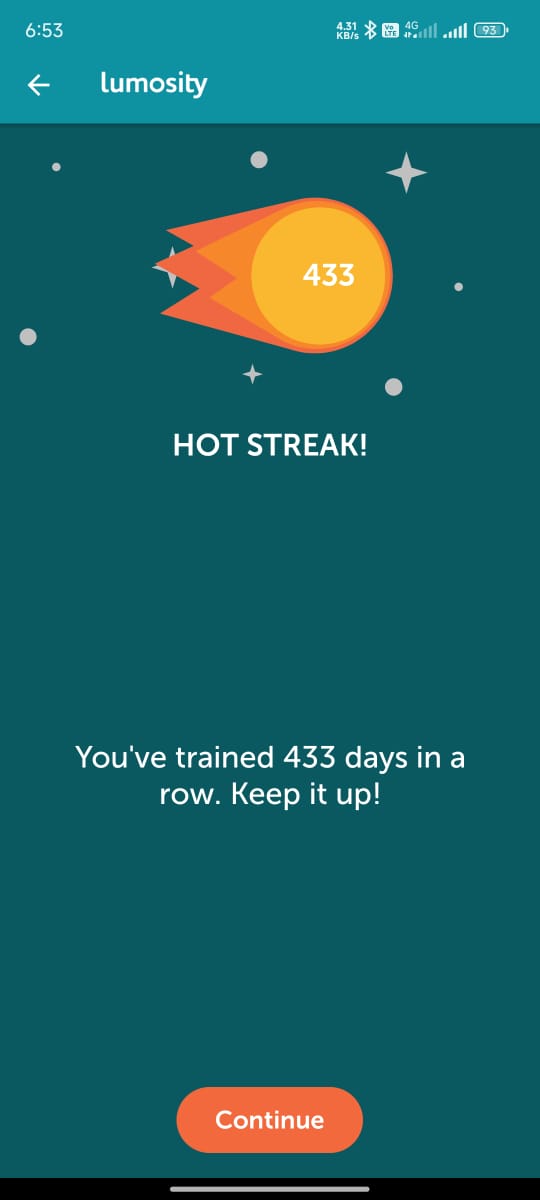 6:53
4.31
KB/s
Vo
LTE
4G
93
lumosity
433
HOT STREAK!
You've trained 433 days in a
row. Keep it up!
Continue